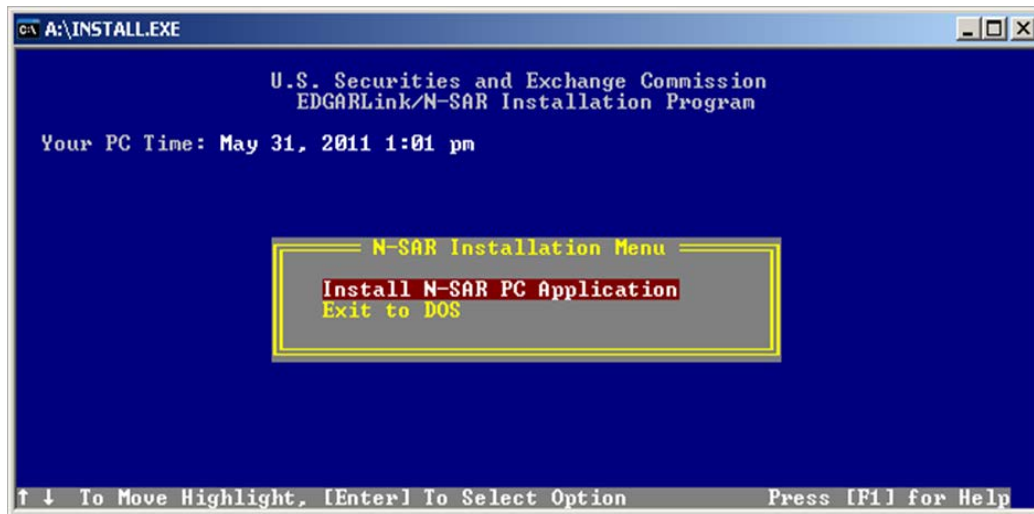 A:\INSTALL.EXE
U.S. Securities and Exchange Commission
EDGARLink/N-SAR Installation Program
Your PC Time: May 31, 2011 1:01 pm
N-SAR Installation Menu
Install N-SAR PC Application
Exit to DOS
↑ ↓ To Move Highlight, [Enter] To Select Option Press [F1] for Help